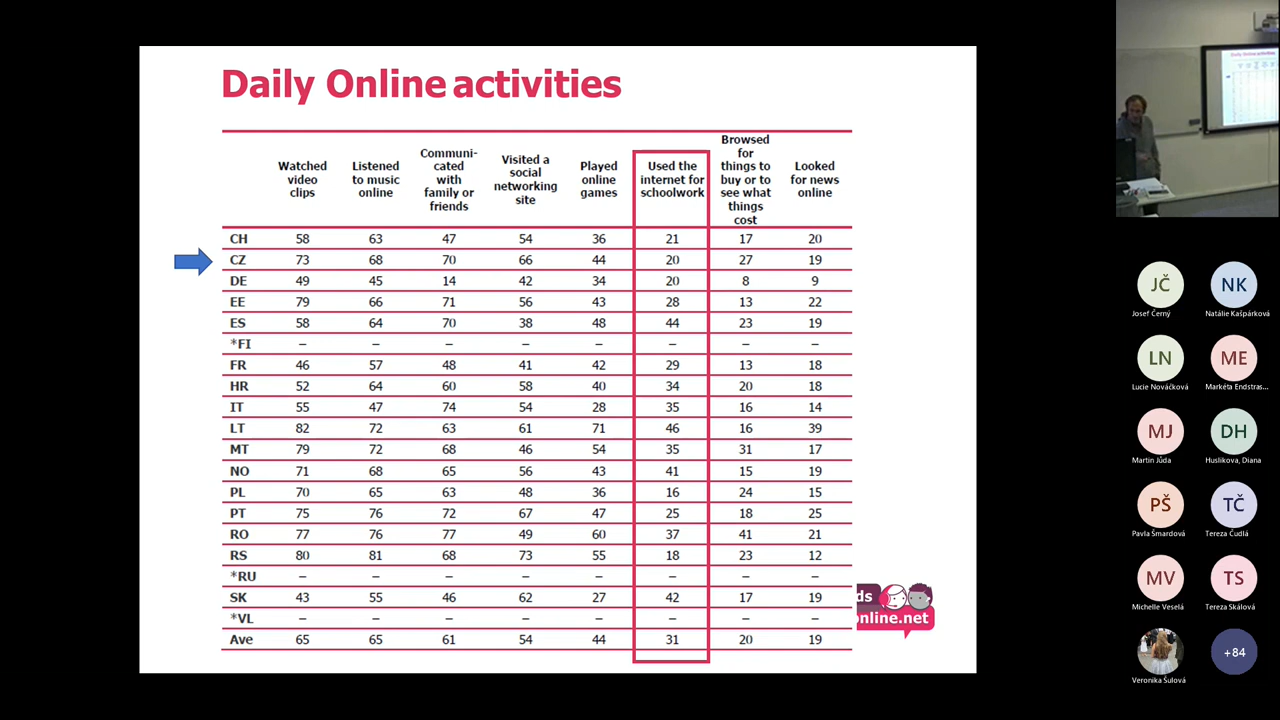 Daily Online activities
Watched video clips Listened to music online Communi-cated with family or friends Visited a social networking site Played online games Used the internet for schoolwork Browsed for things to buy or to see what things cost Looked for news online
CH 58 63 47 54 36 21 17 20
CZ 73 68 70 66 44 20 27 19
DE 49 45 14 42 34 20 8 9
EE 79 66 71 56 43 28 13 22
ES 58 64 70 38 48 44 23 19
*FI – – – – – – – –
FR 46 57 48 41 42 29 13 18
HR 52 64 60 58 40 34 20 18
IT 55 47 74 54 28 35 16 14
LT 82 72 63 61 71 46 16 39
MT 79 72 68 46 54 35 31 17
NO 71 68 65 56 43 41 15 19
PL 70 65 63 48 36 16 24 15
PT 75 76 72 67 47 25 18 25
RO 77 76 77 49 60 37 41 21
RS 80 81 68 73 55 18 23 12
*RU – – – – – – – –
SK 43 55 46 62 27 42 17 19
*VL – – – – – – – –
Ave 65 65 61 54 44 31 20 19
ds
online.net
Daily Online activities
JČ NK
Josef Černý Natálie Kašpárková
LN ME
Lucie Nováčková Markéta Endstras...
MJ DH
Martin Jůda Huslikova, Diana
PŠ TČ
Pavla Šmardová Tereza Čudlá
MV TS
Michelle Veselá Tereza Skálová
+84
Veronika Šulová